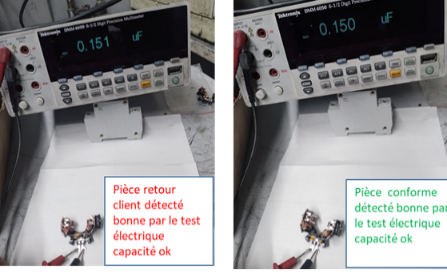 Tektronix DMM 4050 6-1/2 Digit Precision Multimeter
0.151 uF
Pièce retour
client détecté
bonne par le test
électrique
capacité ok
Tektronix DMM 4050 6-1/2 Digit Precision
0.150 uF
Pièce conforme
détecté bonne par
le test électrique
capacité ok